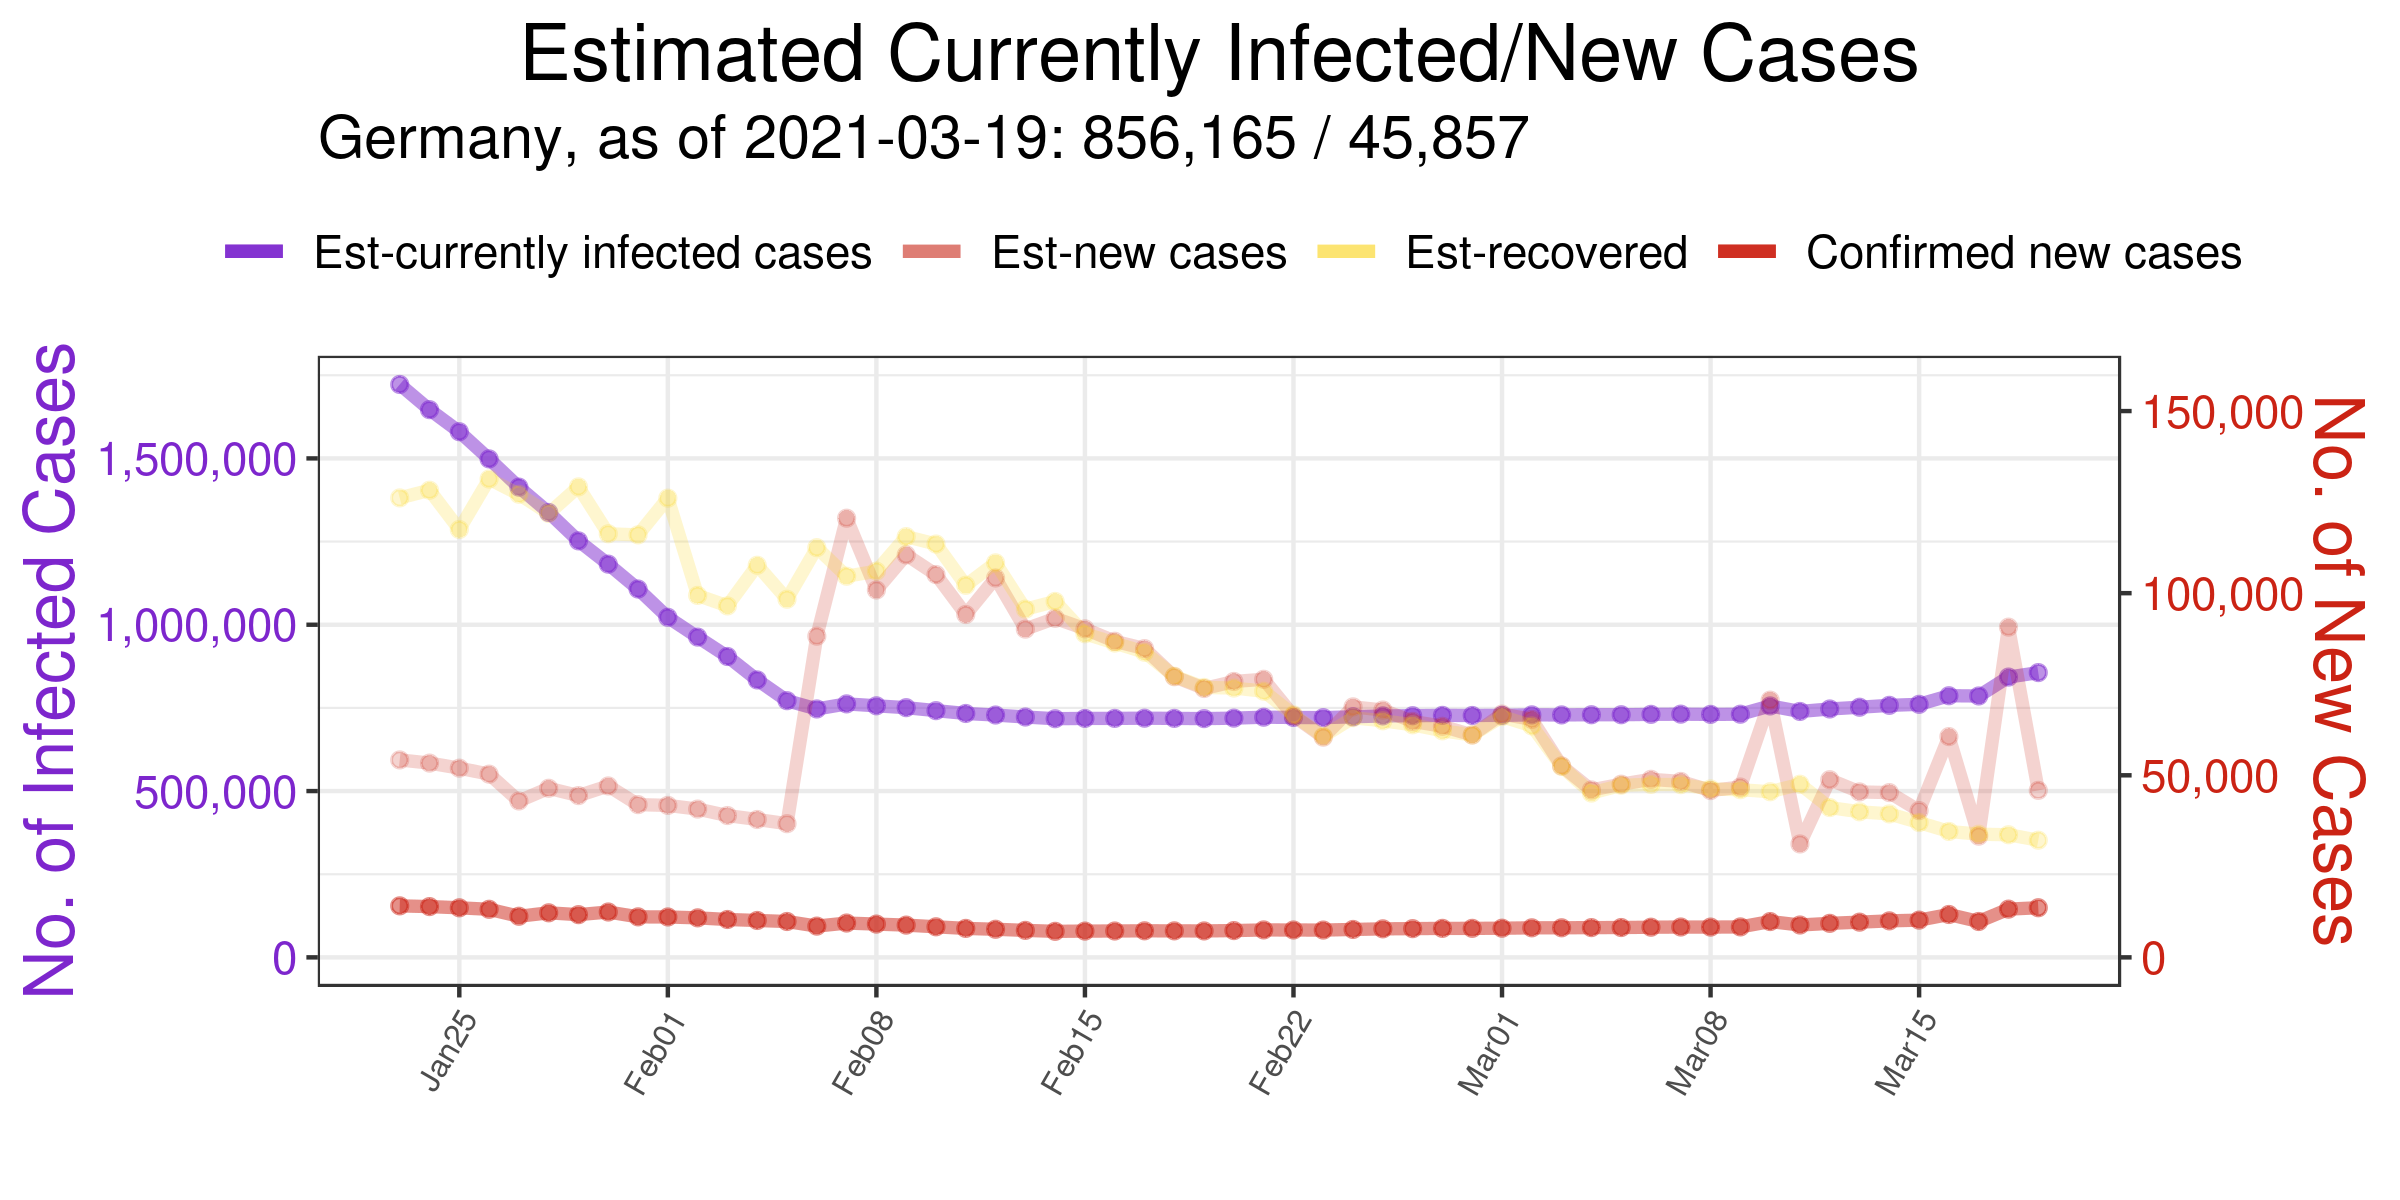 Estimated Currently Infected/New Cases
Germany, as of 2021-03-19: 856,165 / 45,857
Est-currently infected cases Est-new cases Est-recovered Confirmed new cases
No. of Infected Cases
1,500,000
1,000,000
500,000
0
150,000
100,000
50,000
0
No. of New Cases
Jan25 Feb01 Feb08 Feb15 Feb22 Mar01 Mar08 Mar15